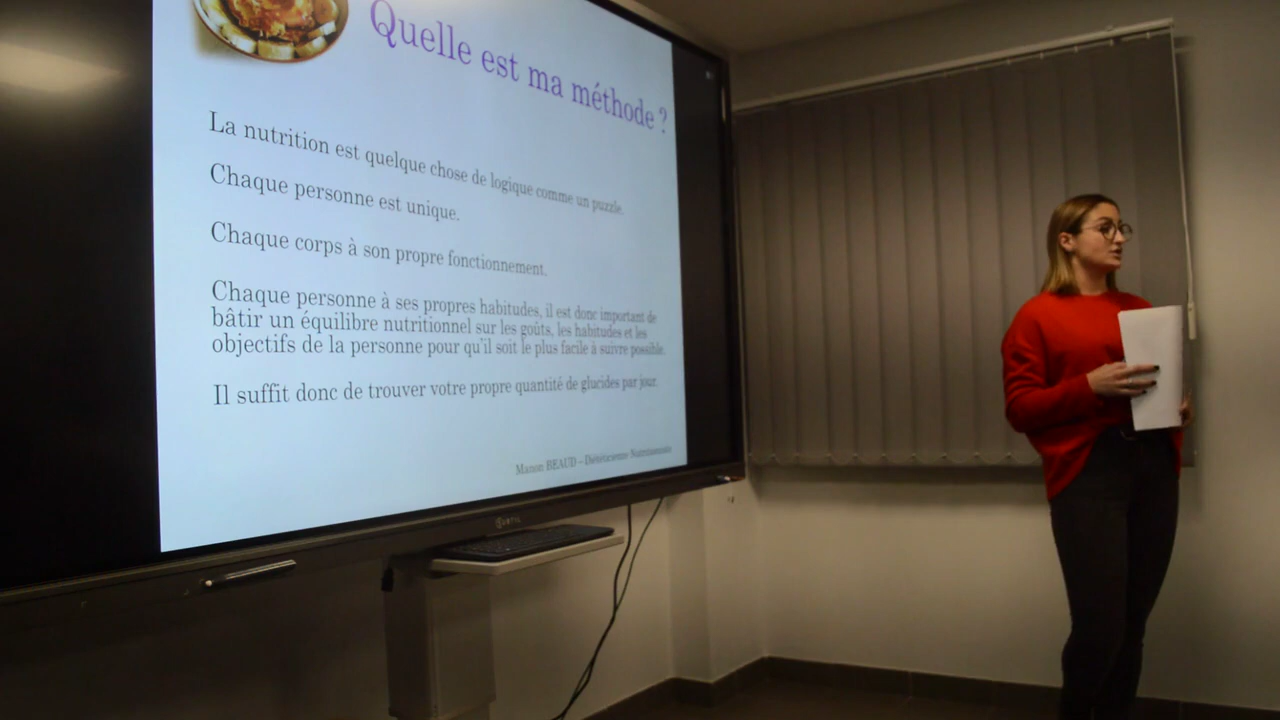 Quelle est ma méthode ?
La nutrition est quelque chose de logique comme un puzzle.
Chaque personne est unique.
Chaque corps à son propre fonctionnement.
Chaque personne à ses propres habitudes, il est donc important de
bâtir un équilibre nutritionnel sur les goûts, les habitudes et les
objectifs de la personne pour qu'il soit le plus facile à suivre possible.
Il suffit donc de trouver votre propre quantité de glucides par jour.
Manon BEAUD – Diététicienne Nutritionniste